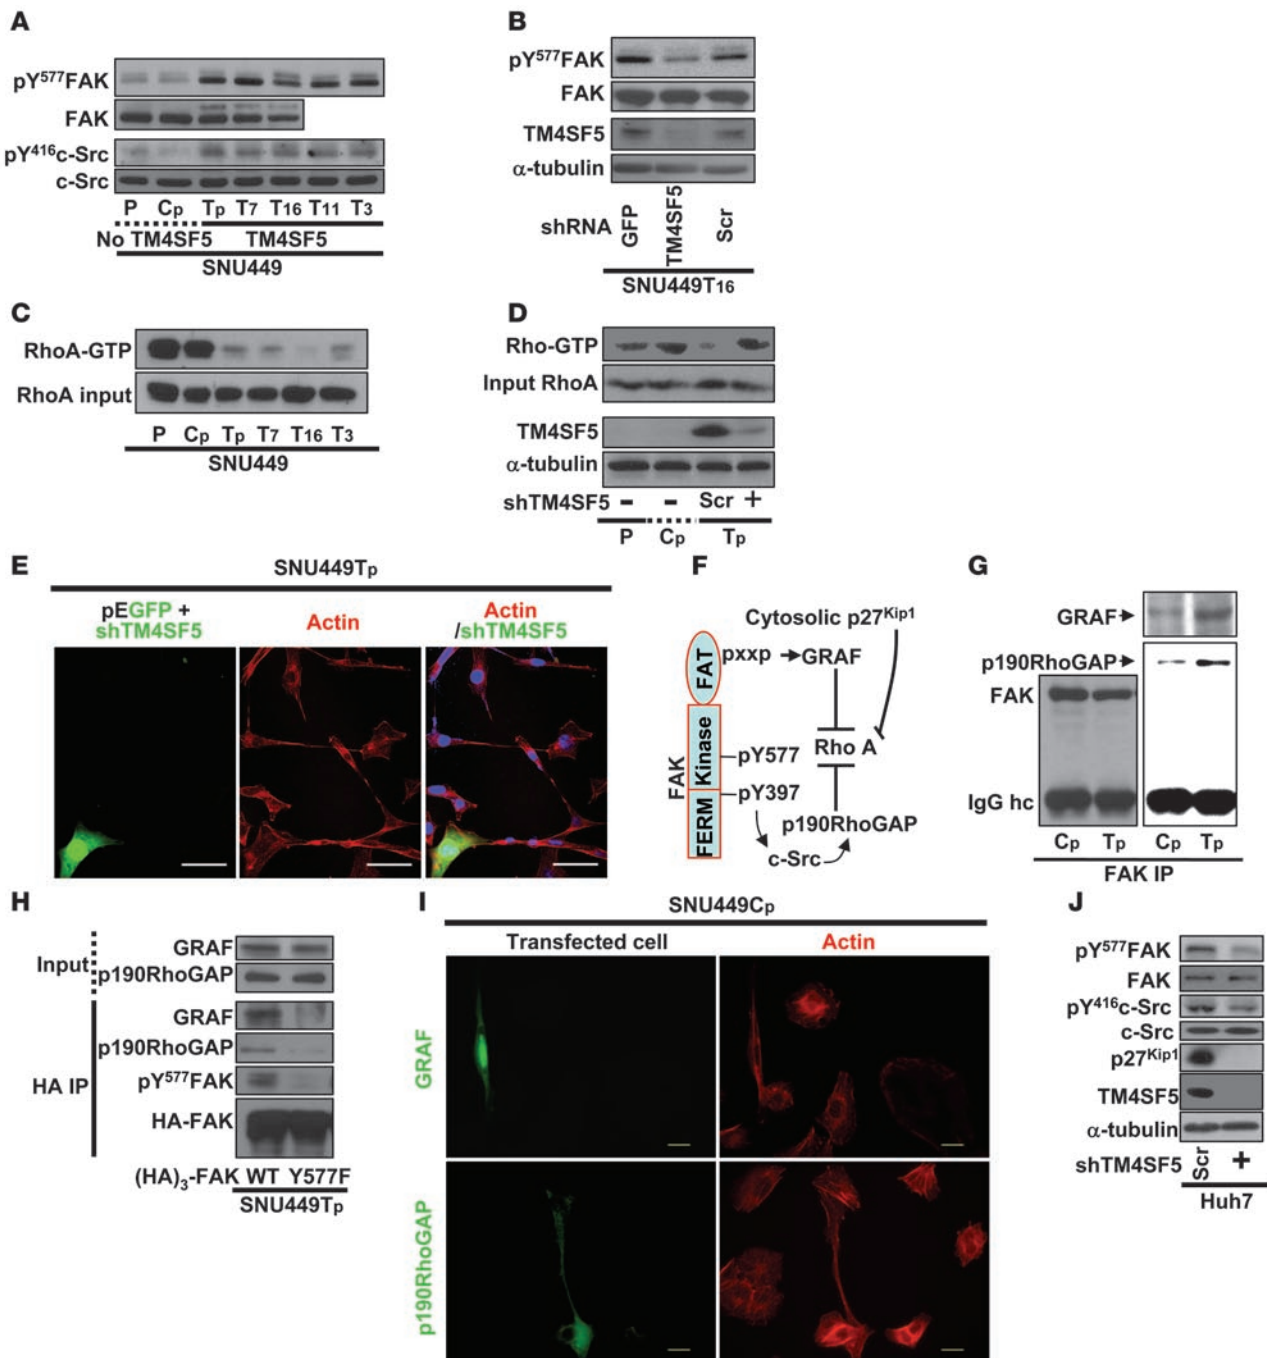 A
pY577FAK
FAK
pY416c-Src
c-Src
P Cp Tp T7 T16 T11 T3
No TM4SF5 TM4SF5
SNU449
B
pY577FAK
FAK
TM4SF5
α-tubulin
shRNA GFP TM4SF5 Scr
SNU449T16
C
RhoA-GTP
RhoA input
P Cp Tp T7 T16 T3
SNU449
D
Rho-GTP
Input RhoA
TM4SF5
α-tubulin
shTM4SF5 - - Scr +
P Cp Tp
E
SNU449Tp
pEGFP +
shTM4SF5
Actin
Actin
/shTM4SF5
F
Cytosolic p27Kip1
FAT
pxxp
GRAF
FAK
Kinase
pY577
Rho A
FERM
pY397
p190RhoGAP
c-Src
G
GRAF
p190RhoGAP
FAK
IgG hc
Cp Tp Cp Tp
FAK IP
H
Input
GRAF
p190RhoGAP
HA IP
GRAF
p190RhoGAP
pY577FAK
HA-FAK
(HA)3-FAK WT Y577F
SNU449Tp
I
SNU449Cp
Transfected cell Actin
GRAF
p190RhoGAP
J
pY577FAK
FAK
pY416c-Src
c-Src
p27Kip1
TM4SF5
α-tubulin
shTM4SF5 Scr +
Huh7